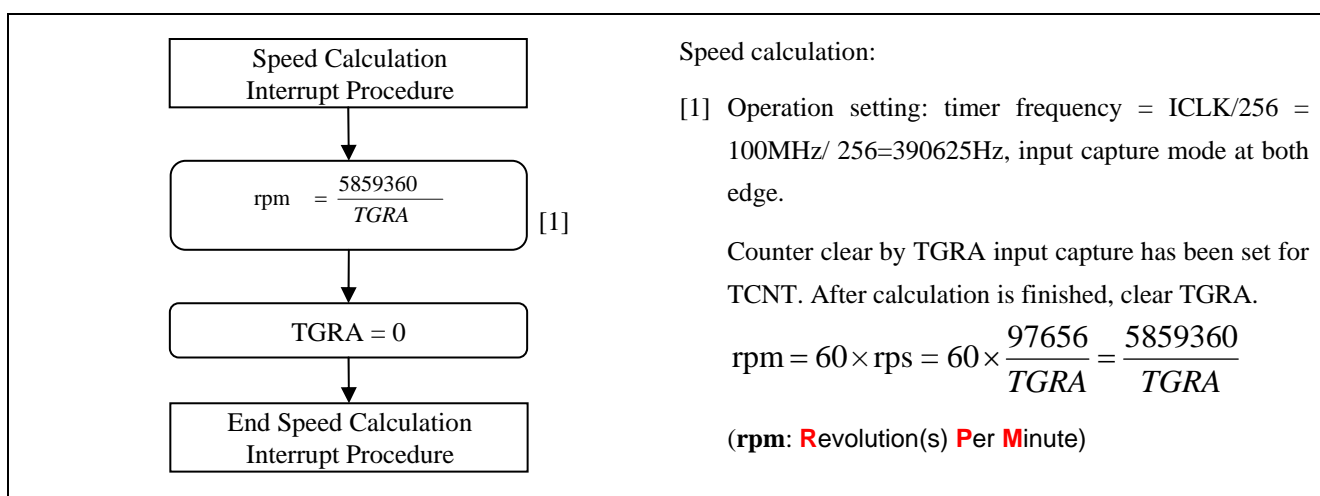 Speed Calculation
Interrupt Procedure
rpm = 5859360 / TGRA
[1]
TGRA = 0
End Speed Calculation
Interrupt Procedure
Speed calculation:
[1] Operation setting: timer frequency = ICLK/256 =
100MHz/ 256=390625Hz, input capture mode at both
edge.
Counter clear by TGRA input capture has been set for
TCNT. After calculation is finished, clear TGRA.
rpm = 60 × rps = 60 × 97656 / TGRA = 5859360 / TGRA
(rpm: Revolution(s) Per Minute)